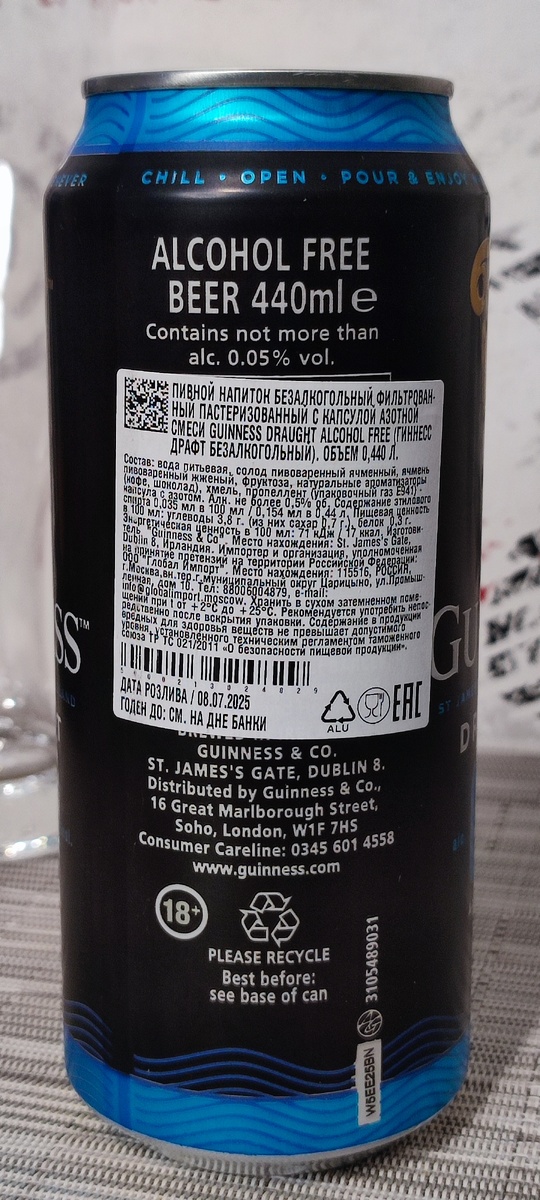 EVER
CHILL • OPEN • POUR & ENJOY
ALCOHOL FREE
BEER 440ml e
Contains not more than
alc. 0.05% vol.
ПИВНОЙ НАПИТОК БЕЗАЛКОГОЛЬНЫЙ ФИЛЬТРОВАН-
НЫЙ ПАСТЕРИЗОВАННЫЙ С КАПСУЛОЙ АЗОТНОЙ
СМЕСИ GUINNESS DRAUGHT ALCOHOL FREE (ГИННЕСС
ДРАФТ БЕЗАЛКОГОЛЬНЫЙ). ОБЪЕМ 0,440 Л.
Состав: вода питьевая, солод пивоваренный ячменный, ячмень
пивоваренный жженый, фруктоза, натуральные ароматизаторы
(кофе, шоколад), хмель, пропеллент (упаковочный газ E941) -
капсула с азотом. Алк. не более 0,5% об. Содержание этилового
спирта 0,035 мл в 100 мл / 0,154 мл в 0,44 л. Пищевая ценность
в 100 мл: углеводы 3,8 г. (из них сахар 0,7 г.), белок 0,3 г.
Энергетическая ценность в 100 мл: 71 кДж / 17 ккал. Изготови-
тель "Guinness & Co." Место нахождения: St. James's Gate,
Dublin 8, Ирландия. Импортер и организация, уполномоченная
на принятие претензий на территории Российской Федерации:
ООО "Глобал Импорт". Место нахождения: 115516, РОССИЯ,
г.Москва,вн.тер.г.муниципальный округ Царицыно, ул.Промыш-
ленная, дом 10. Тел: 88006004879, e-mail:
info@globalimport.moscow. Хранить в сухом затемненном поме-
щении при t от +2°C до +25°C. Рекомендуется употребить непос-
редственно после вскрытия упаковки. Содержание в продукции
вредных для здоровья веществ не превышает допустимого
уровня, установленного техническим регламентом таможенного
союза ТР ТС 021/2011 «О безопасности пищевой продукции».
ДАТА РОЗЛИВА / 08.07.2025
ГОДЕН ДО: СМ. НА ДНЕ БАНКИ
ALU
EAC
SS™
GU
GUINNESS & CO.
ST. JAMES'S GATE, DUBLIN 8.
Distributed by Guinness & Co.,
16 Great Marlborough Street,
Soho, London, W1F 7HS
Consumer Careline: 0345 601 4558
www.guinness.com
18+
PLEASE RECYCLE
Best before:
see base of can
3105489031
W5EE25BN